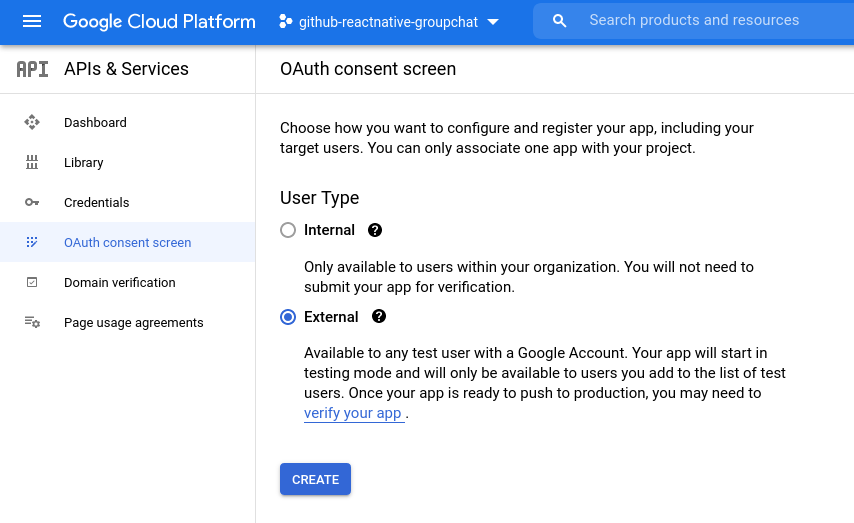 Google Cloud Platform
github-reactnative-groupchat
Search products and resources
API
APIs & Services
OAuth consent screen
Dashboard
Library
Credentials
OAuth consent screen
Domain verification
Page usage agreements
Choose how you want to configure and register your app, including your
target users. You can only associate one app with your project.
User Type
Internal ?
Only available to users within your organization. You will not need to
submit your app for verification.
External ?
Available to any test user with a Google Account. Your app will start in
testing mode and will only be available to users you add to the list of test
users. Once your app is ready to push to production, you may need to
verify your app .
CREATE